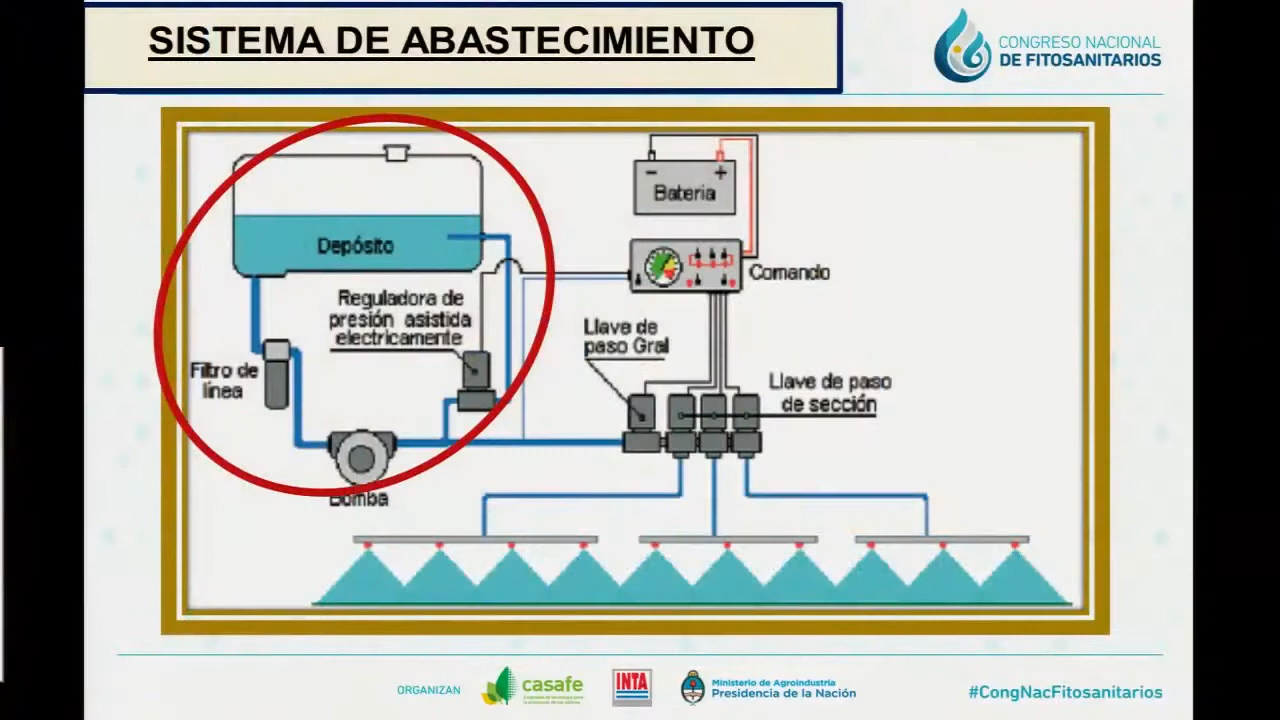 SISTEMA DE ABASTECIMIENTO
CONGRESO NACIONAL
DE FITOSANITARIOS
Bateria
Depósito
Comando
Reguladora de
presión asistida
electricamente
Llave de
paso Gral
Filtro de
línea
Llave de paso
de sección
Bomba
ORGANIZAN
casafe
INTA
Ministerio de Agroindustria
Presidencia de la Nación
#CongNacFitosanitarios